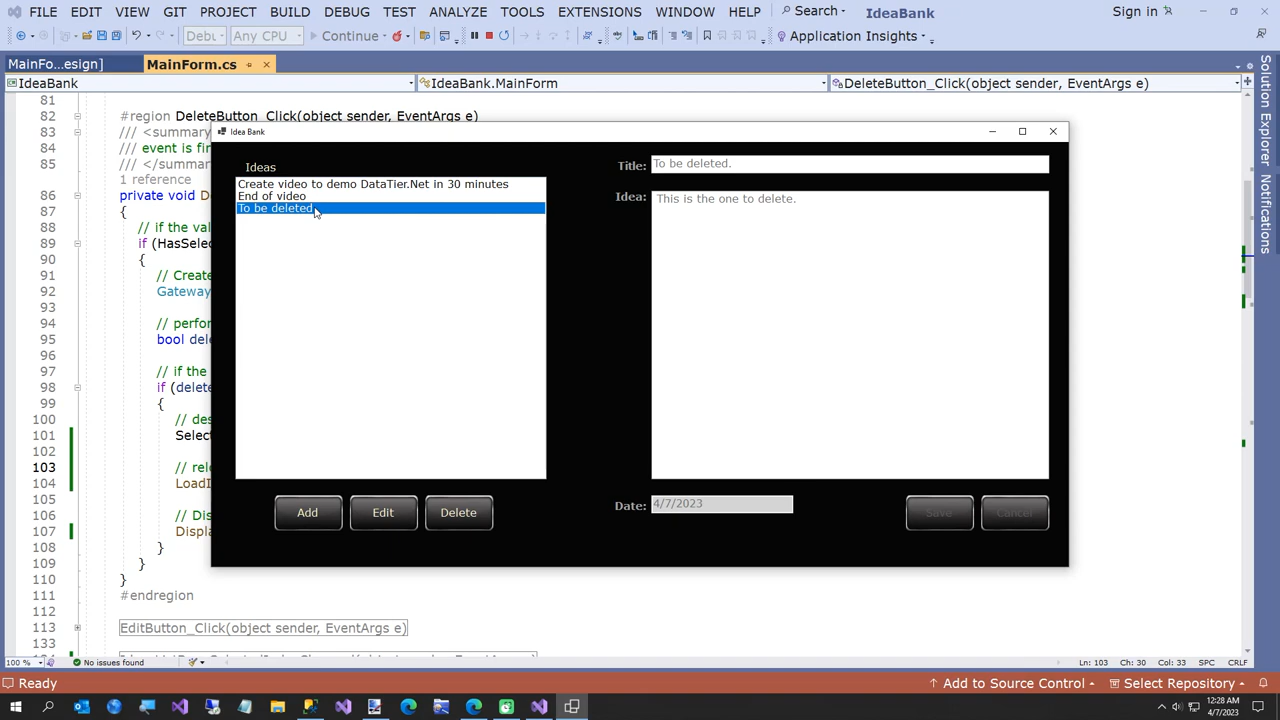 FILE EDIT VIEW GIT PROJECT BUILD DEBUG TEST ANALYZE TOOLS EXTENSIONS WINDOW HELP Search IdeaBank Sign in
Debu Any CPU Continue Application Insights
MainFo...esign] MainForm.cs
IdeaBank IdeaBank.MainForm DeleteButton_Click(object sender, EventArgs e)
Solution Explorer
Notifications
81
82 #region DeleteButton_Click(object sender, EventArgs e)
83 /// <summary
84 /// event is fi
85 /// </summary
1 reference
86 private void D
87 {
88 // if the val
89 if (HasSelec
90 {
91 // Create
92 Gateway
93
94 // perfor
95 bool dele
96
97 // if the
98 if (delete
99 {
100 // des
101 Select
102
103 // relo
104 LoadI
105
106 // Dis
107 Displa
108 }
109 }
110 }
111 #endregion
112
113 EditButton_Click(object sender, EventArgs e)
133
Idea Bank
Ideas
Create video to demo DataTier.Net in 30 minutes
End of video
To be deleted.
Add Edit Delete
Title: To be deleted.
Idea: This is the one to delete.
Date: 4/7/2023
Save Cancel
100 % No issues found Ln: 103 Ch: 30 Col: 33 SPC CRLF
Ready Add to Source Control Select Repository
12:28 AM
4/7/2023